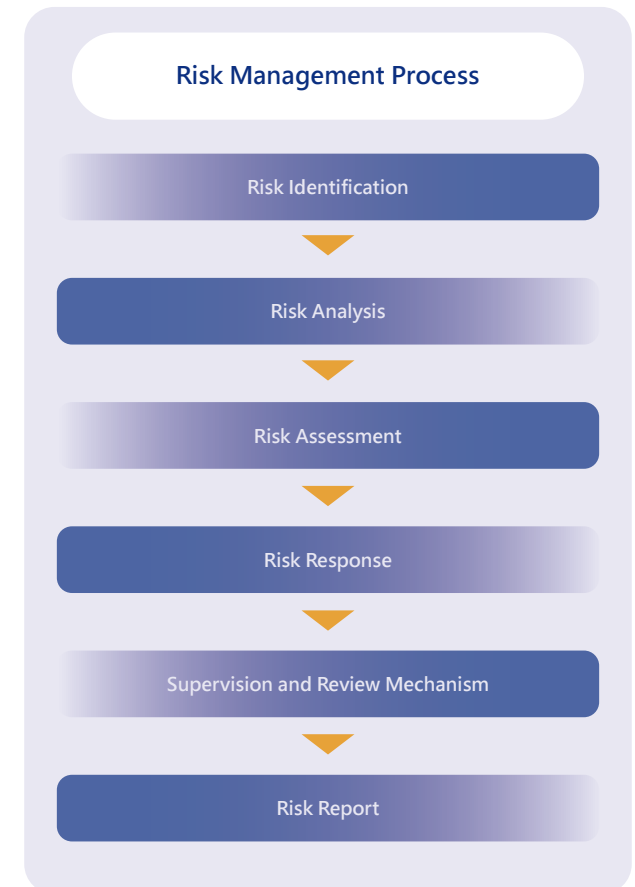 Risk Management Process
Risk Identification
Risk Analysis
Risk Assessment
Risk Response
Supervision and Review Mechanism
Risk Report